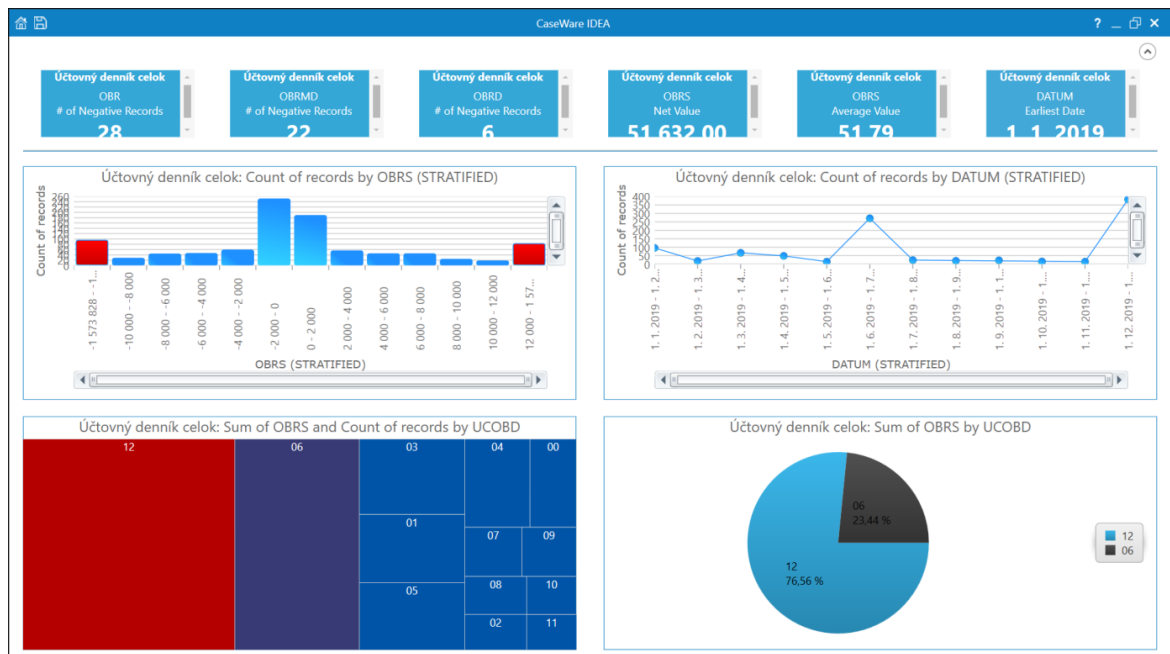 CaseWare IDEA
?
Účtovný denník celok
OBR
# of Negative Records
28
Účtovný denník celok
OBRMD
# of Negative Records
22
Účtovný denník celok
OBRD
# of Negative Records
6
Účtovný denník celok
OBRS
Net Value
51 632,00
Účtovný denník celok
OBRS
Average Value
51,79
Účtovný denník celok
DATUM
Earliest Date
1. 1. 2019
Účtovný denník celok: Count of records by OBRS (STRATIFIED)
Count of records
260
0
-1 573 828 - -1...
-10 000 - -8 000
-8 000 - -6 000
-6 000 - -4 000
-4 000 - -2 000
-2 000 - 0
0 - 2 000
2 000 - 4 000
4 000 - 6 000
6 000 - 8 000
8 000 - 10 000
10 000 - 12 000
12 000 - 1 57...
OBRS (STRATIFIED)
Účtovný denník celok: Count of records by DATUM (STRATIFIED)
Count of records
400
350
300
250
200
150
100
50
0
1. 1. 2019 - 1. 2...
1. 2. 2019 - 1. 3...
1. 3. 2019 - 1. 4...
1. 4. 2019 - 1. 5...
1. 5. 2019 - 1. 6...
1. 6. 2019 - 1. 7...
1. 7. 2019 - 1. 8...
1. 8. 2019 - 1. 9...
1. 9. 2019 - 1. 1...
1. 10. 2019 - 1....
1. 11. 2019 - 1....
1. 12. 2019 - 1....
DATUM (STRATIFIED)
Účtovný denník celok: Sum of OBRS and Count of records by UCOBD
12
06
03
04
00
01
07
09
05
08
10
02
11
Účtovný denník celok: Sum of OBRS by UCOBD
06
23,44 %
12
76,56 %
12
06